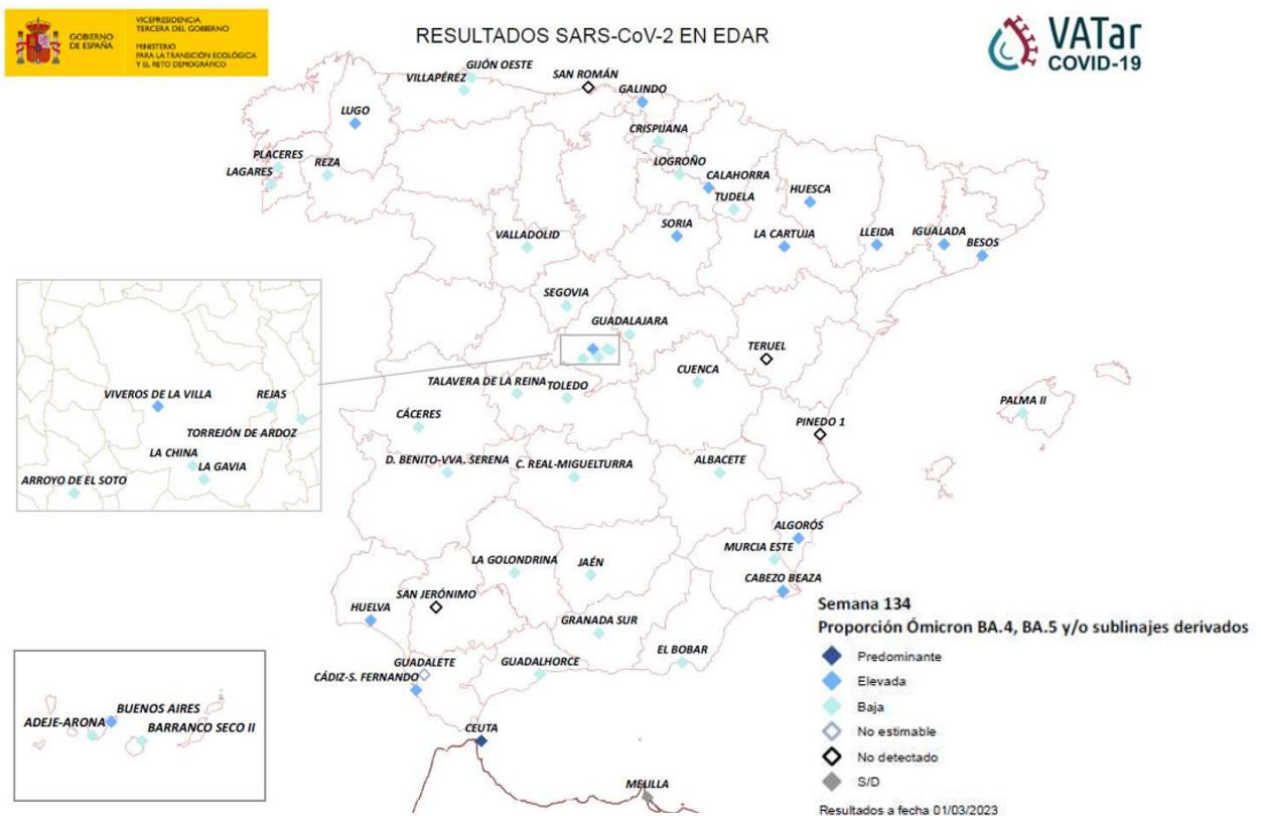 GOBIERNO
DE ESPAÑA
VICEPRESIDENCIA
TERCERA DEL GOBIERNO
MINISTERIO
PARA LA TRANSICIÓN ECOLÓGICA
Y EL RETO DEMOGRÁFICO
RESULTADOS SARS-CoV-2 EN EDAR
VATar
COVID-19
GIJÓN OESTE
VILLAPÉREZ
SAN ROMÁN
GALINDO
LUGO
CRISPIJANA
PLACERES
REZA
LAGARES
LOGROÑO
CALAHORRA
TUDELA
HUESCA
SORIA
VALLADOLID
LA CARTUJA
LLEIDA
IGUALADA
BESOS
SEGOVIA
GUADALAJARA
TERUEL
CUENCA
TALAVERA DE LA REINA
TOLEDO
PALMA II
CÁCERES
PINEDO 1
D. BENITO-VVA. SERENA
C. REAL-MIGUELTURRA
ALBACETE
VIVEROS DE LA VILLA
REJAS
TORREJÓN DE ARDOZ
LA CHINA
LA GAVIA
ARROYO DE EL SOTO
ALGORÓS
MURCIA ESTE
LA GOLONDRINA
JAÉN
CABEZO BEAZA
SAN JERÓNIMO
HUELVA
GRANADA SUR
EL BOBAR
GUADALETE
GUADALHORCE
CÁDIZ-S. FERNANDO
CEUTA
MELILLA
BUENOS AIRES
ADEJE-ARONA
BARRANCO SECO II
Semana 134
Proporción Ómicron BA.4, BA.5 y/o sublinajes derivados
Predominante
Elevada
Baja
No estimable
No detectado
S/D
Resultados a fecha 01/03/2023